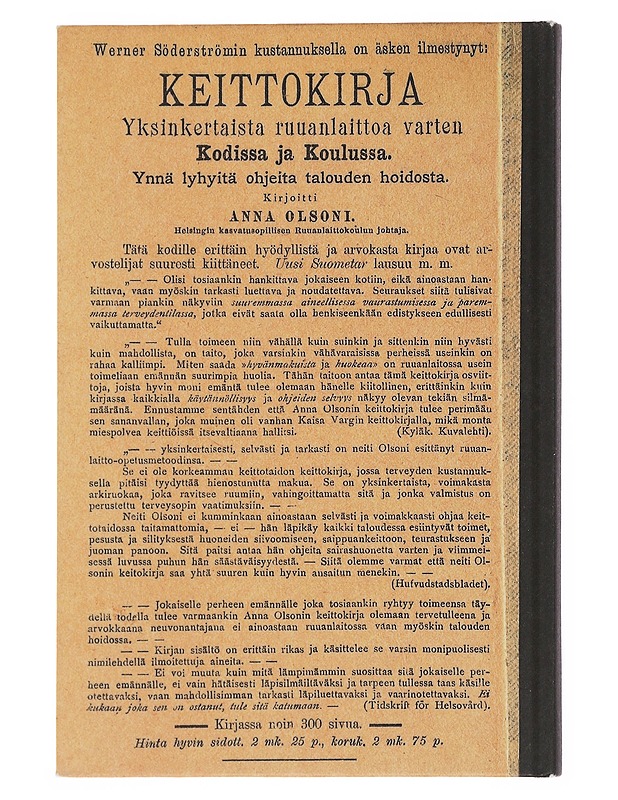 Werner Söderströmin kustannuksella on äsken ilmestynyt:
KEITTOKIRJA
Yksinkertaista ruuanlaittoa varten
Kodissa ja Koulussa.
Ynnä lyhyitä ohjeita talouden hoidosta.
Kirjoitti
ANNA OLSONI.
Helsingin kasvatusopillisen Ruuanlaittokoulun johtaja.
Tätä kodille erittäin hyödyllistä ja arvokasta kirjaa ovat ar-
vostelijat suuresti kiittäneet. Uusi Suometar lausuu m. m.
„— — Olisi tosiaankin hankittava jokaiseen kotiin, eikä ainoastaan han-
kittava, vaan myöskin tarkasti luettava ja noudatettava. Seuraukset siitä tulisivat
varmaan piankin näkyviin suuremmassa aineellisessa vaurastumisessa ja parem-
massa terveydentilassa, jotka eivät saata olla henkiseenkään edistykseen edullisesti
vaikuttamatta.“
„— — Tulla toimeen niin vähällä kuin suinkin ja sittenkin niin hyvästi
kuin mahdollista, on taito, joka varsinkin vähävaraisissa perheissä useinkin on
rahaa kalliimpi. Miten saada »hyvänmakuista ja huokeaa» on ruuanlaitossa usein
toimeliaan emännän suurimpia huolia. Tähän taitoon antaa tämä keittokirja osviit-
toja, joista hyvin moni emäntä tulee olemaan hänelle kiitollinen, erittäinkin kuin
kirjassa kaikkialla käytännöllisyys ja ohjeiden selvyys näkyy olevan tekiän silmä-
määränä. Ennustamme sentähden että Anna Olsonin keittokirja tulee perimään
sen sananvallan, joka muinen oli vanhan Kaisa Vargin keittokirjalla, mikä monta
miespolvea keittiöissä itsevaltiaana hallitsi. (Kyläk. Kuvalehti).
„— — yksinkertaisesti, selvästi ja tarkasti on neiti Olsoni esittänyt ruuan-
laitto-opetusmetoodinsa. — —
Se ei ole korkeamman keittotaidon keittokirja, jossa terveyden kustannuk-
sella pitäisi tyydyttää hienostunutta makua. Se on yksinkertaista, voimakasta
arkiruokaa, joka ravitsee ruumiin, vahingoittamatta sitä ja jonka valmistus on
perustettu terveysopin vaatimuksiin. — —
Neiti Olsoni ei kumminkaan ainoastaan selvästi ja voimakkaasti ohjaa keit-
totaidossa taitamattomia, — ei — hän läpikäy kaikki taloudessa esiintyvät toimet,
pesusta ja silityksestä huoneiden siivoomiseen, saippuankeitoon, teurastukseen ja
juoman panoon. Sitä paitsi antaa hän ohjeita sairashuonetta varten ja viimmei-
sessä luvussa puhun hän säästäväisyydestä. — Siitä olemme varmat että neiti Ol-
sonin keitokirja saa yhtä suuren kuin hyvin ansaitun menekin. — —
(Hufvudstadsbladet).
— — Jokaiselle perheen emännälle joka tosiaankin ryhtyy toimeensa täy-
dellä todella tulee varmaankin Anna Olsonin keittokirja olemaan tervetulleena ja
arvokkaana neuvonantajana ei ainoastaan ruuanlaitossa vaan myöskin talouden
hoidossa. — —
— — Kirjan sisältö on erittäin rikas ja käsittelee se varsin monipuolisesti
nimilehdellä ilmoitettuja aineita. — —
— — Ei voi muuta kuin mitä lämpimämmin suosittaa sitä jokaiselle per-
heen emännälle, ei vain hätäisesti läpisilmäiltäväksi ja tarpeen tullessa taas käsille
otettavaksi, vaan mahdollisimman tarkasti läpiluettavaksi ja vaarinotettavaksi. Ei
kukaan joka sen on ostanut, tule sitä katumaan. — (Tidskrift för Helsovård).
Kirjassa noin 300 sivua.
Hinta hyvin sidott. 2 mk. 25 p., koruk. 2 mk. 75 p.